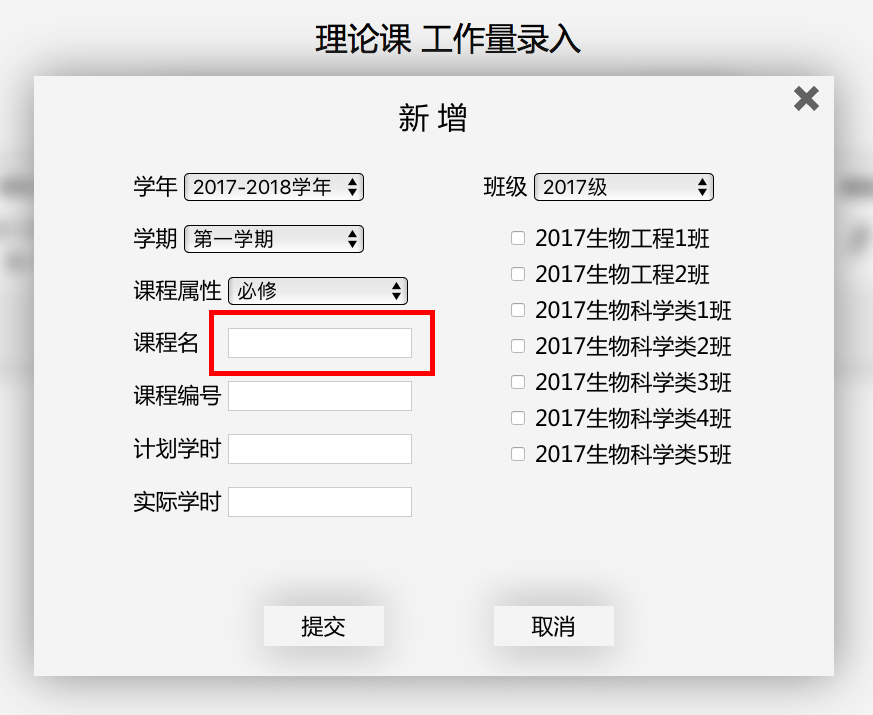 理论课 工作量录入
新 增
学年 2017-2018学年
学期 第一学期
课程属性 必修
课程名
课程编号
计划学时
实际学时
班级 2017级
2017生物工程1班
2017生物工程2班
2017生物科学类1班
2017生物科学类2班
2017生物科学类3班
2017生物科学类4班
2017生物科学类5班
提交
取消